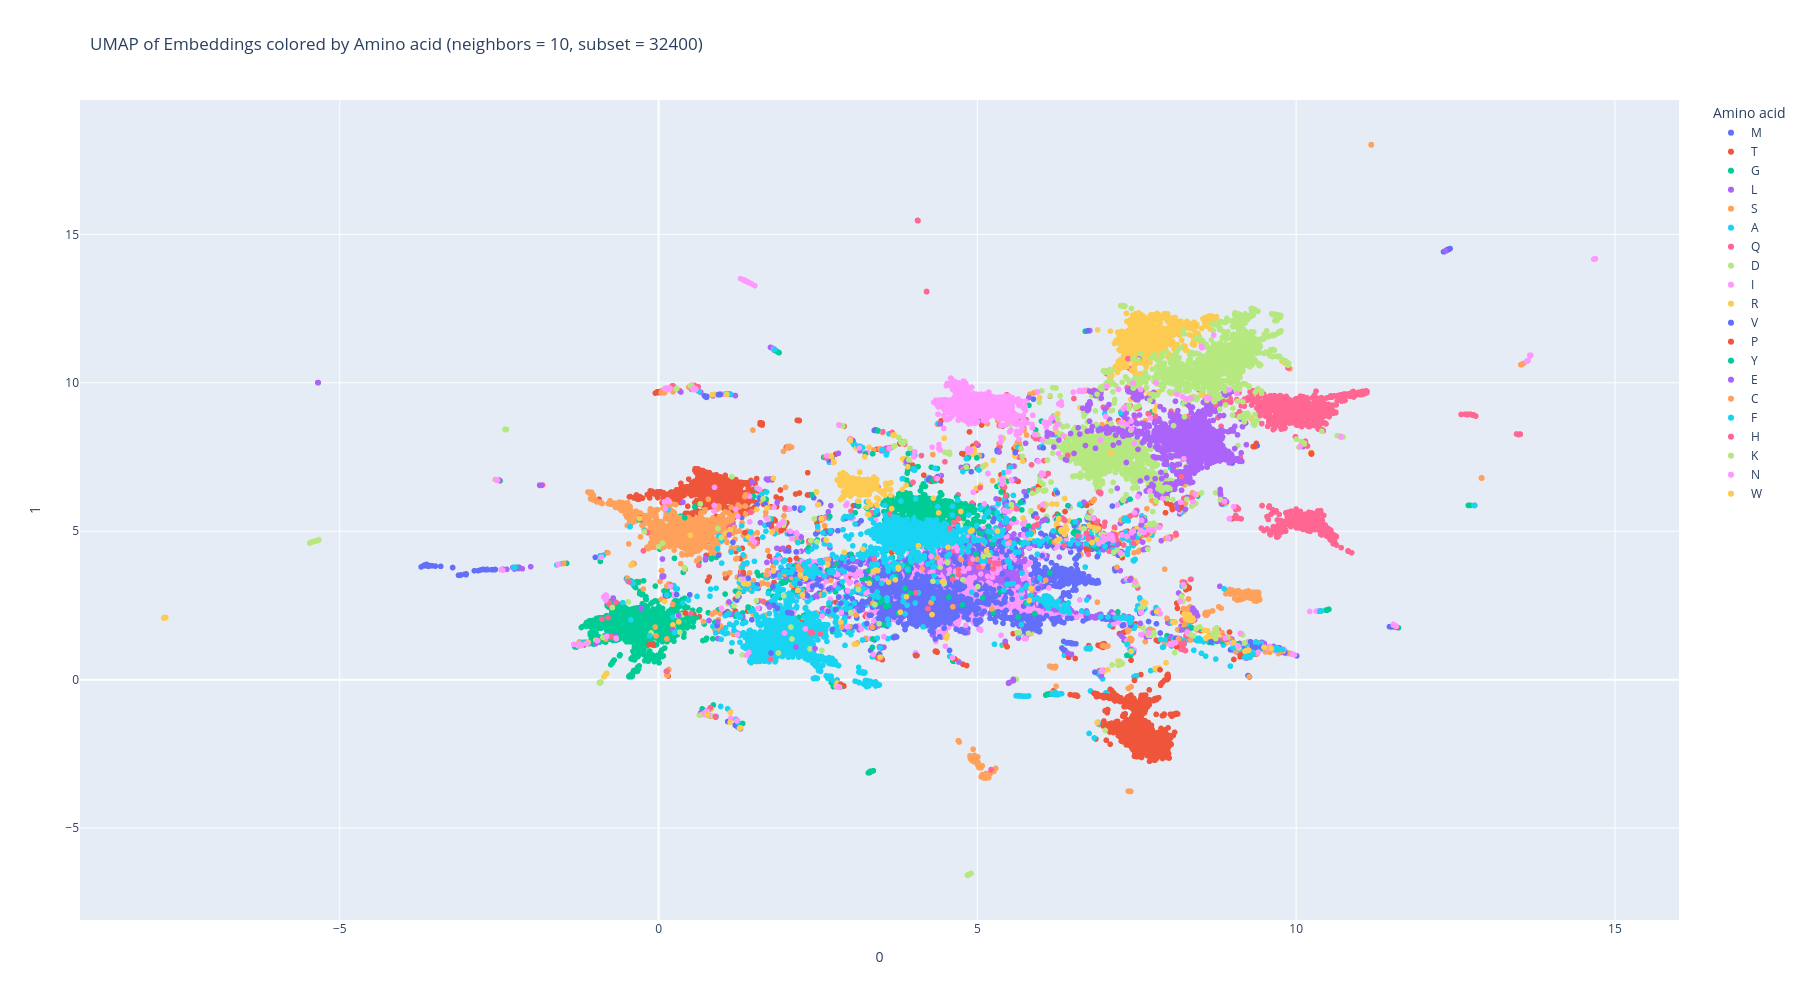 UMAP of Embeddings colored by Amino acid (neighbors = 10, subset = 32400)
Amino acid
M
T
G
L
S
A
Q
D
I
R
V
P
Y
E
C
F
H
K
N
W
15
10
5
0
−5
1
−5
0
5
10
15
0